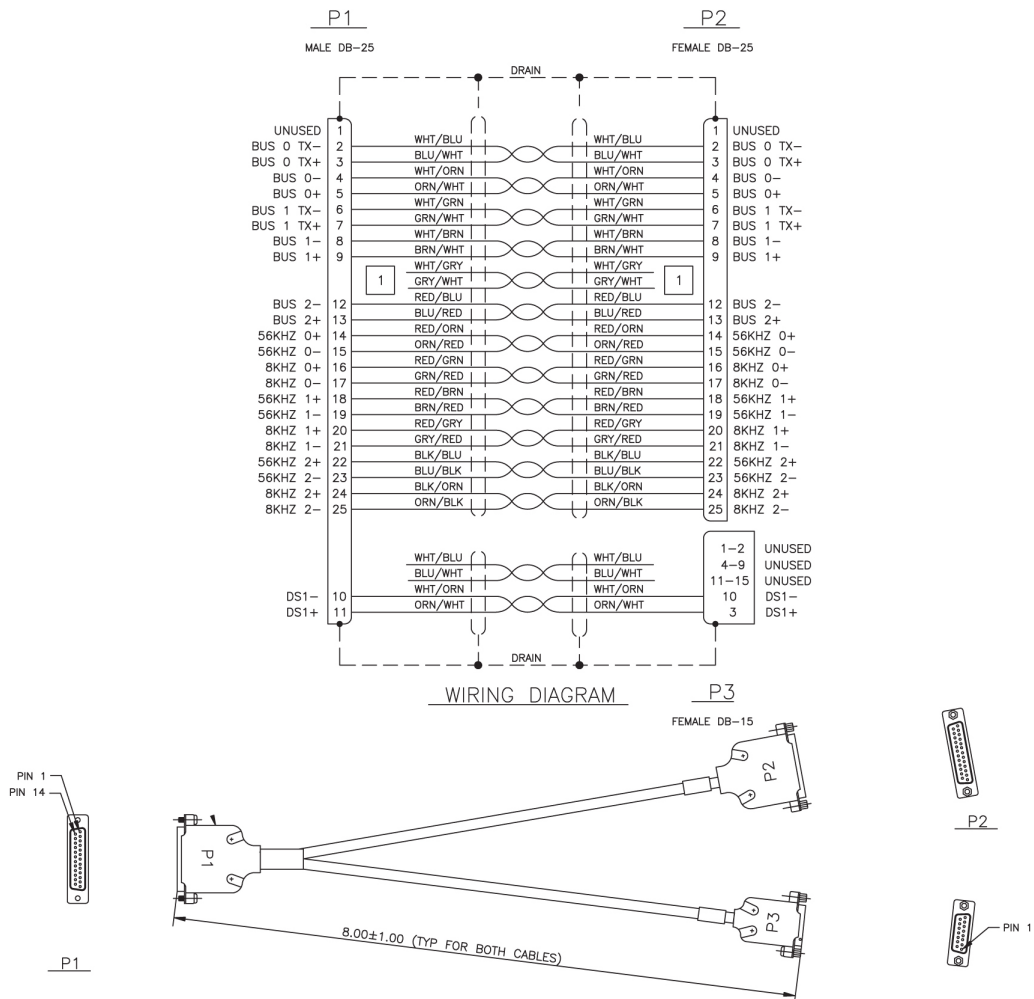 P1 P2
MALE DB-25 FEMALE DB-25
DRAIN
UNUSED 1 1 UNUSED
BUS 0 TX- 2 WHT/BLU WHT/BLU 2 BUS 0 TX-
BUS 0 TX+ 3 BLU/WHT BLU/WHT 3 BUS 0 TX+
BUS 0- 4 WHT/ORN WHT/ORN 4 BUS 0-
BUS 0+ 5 ORN/WHT ORN/WHT 5 BUS 0+
BUS 1 TX- 6 WHT/GRN WHT/GRN 6 BUS 1 TX-
BUS 1 TX+ 7 GRN/WHT GRN/WHT 7 BUS 1 TX+
BUS 1- 8 WHT/BRN WHT/BRN 8 BUS 1-
BUS 1+ 9 BRN/WHT BRN/WHT 9 BUS 1+
WHT/GRY WHT/GRY
1 GRY/WHT GRY/WHT 1
BUS 2- 12 RED/BLU RED/BLU 12 BUS 2-
BUS 2+ 13 BLU/RED BLU/RED 13 BUS 2+
56KHZ 0+ 14 RED/ORN RED/ORN 14 56KHZ 0+
56KHZ 0- 15 ORN/RED ORN/RED 15 56KHZ 0-
8KHZ 0+ 16 RED/GRN RED/GRN 16 8KHZ 0+
8KHZ 0- 17 GRN/RED GRN/RED 17 8KHZ 0-
56KHZ 1+ 18 RED/BRN RED/BRN 18 56KHZ 1+
56KHZ 1- 19 BRN/RED BRN/RED 19 56KHZ 1-
8KHZ 1+ 20 RED/GRY RED/GRY 20 8KHZ 1+
8KHZ 1- 21 GRY/RED GRY/RED 21 8KHZ 1-
56KHZ 2+ 22 BLK/BLU BLK/BLU 22 56KHZ 2+
56KHZ 2- 23 BLU/BLK BLU/BLK 23 56KHZ 2-
8KHZ 2+ 24 BLK/ORN BLK/ORN 24 8KHZ 2+
8KHZ 2- 25 ORN/BLK ORN/BLK 25 8KHZ 2-
1-2 UNUSED
WHT/BLU WHT/BLU 4-9 UNUSED
BLU/WHT BLU/WHT 11-15 UNUSED
DS1- 10 WHT/ORN WHT/ORN 10 DS1-
DS1+ 11 ORN/WHT ORN/WHT 3 DS1+
DRAIN
WIRING DIAGRAM P3
FEMALE DB-15
PIN 1
PIN 14
P2
P2
P1
P3
PIN 1
8.00±1.00 (TYP FOR BOTH CABLES)
P1